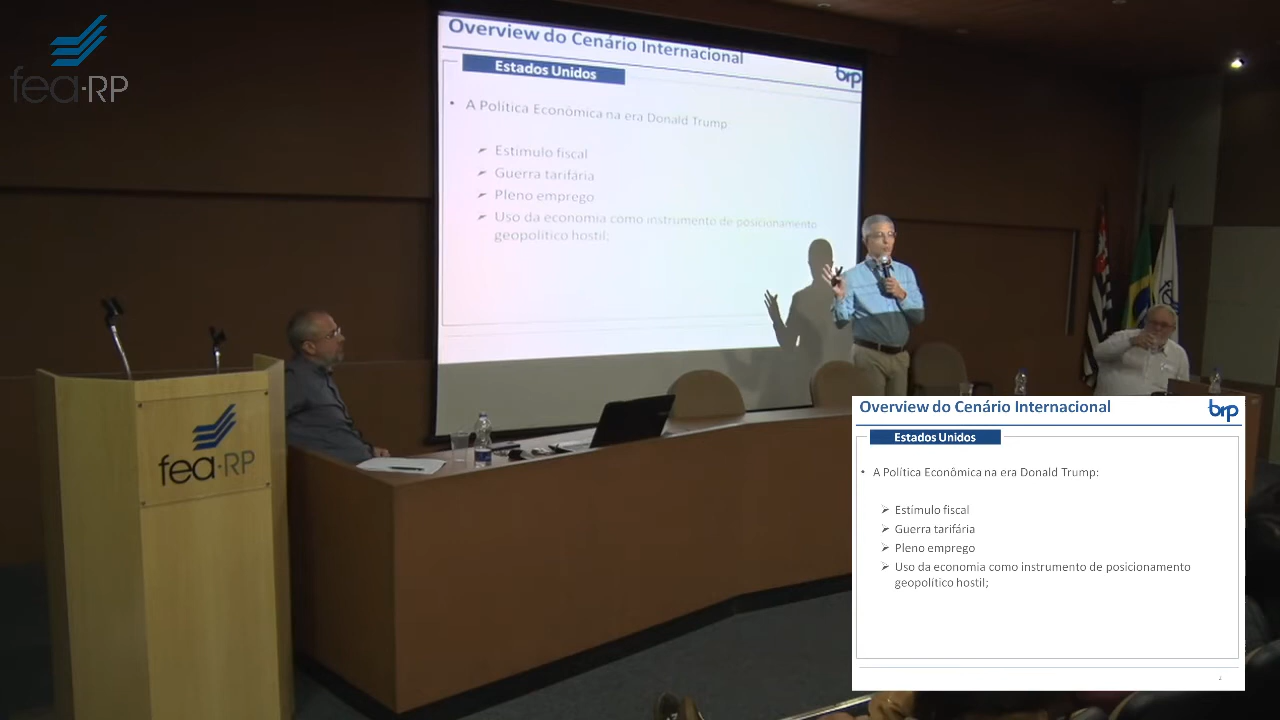 fea-RP
Overview do Cenário Internacional
brp
Estados Unidos
• A Política Econômica na era Donald Trump:
➢ Estímulo fiscal
➢ Guerra tarifária
➢ Pleno emprego
➢ Uso da economia como instrumento de posicionamento
geopolítico hostil;
fea-RP
Overview do Cenário Internacional
brp
Estados Unidos
• A Política Econômica na era Donald Trump:
➢ Estímulo fiscal
➢ Guerra tarifária
➢ Pleno emprego
➢ Uso da economia como instrumento de posicionamento
geopolítico hostil;